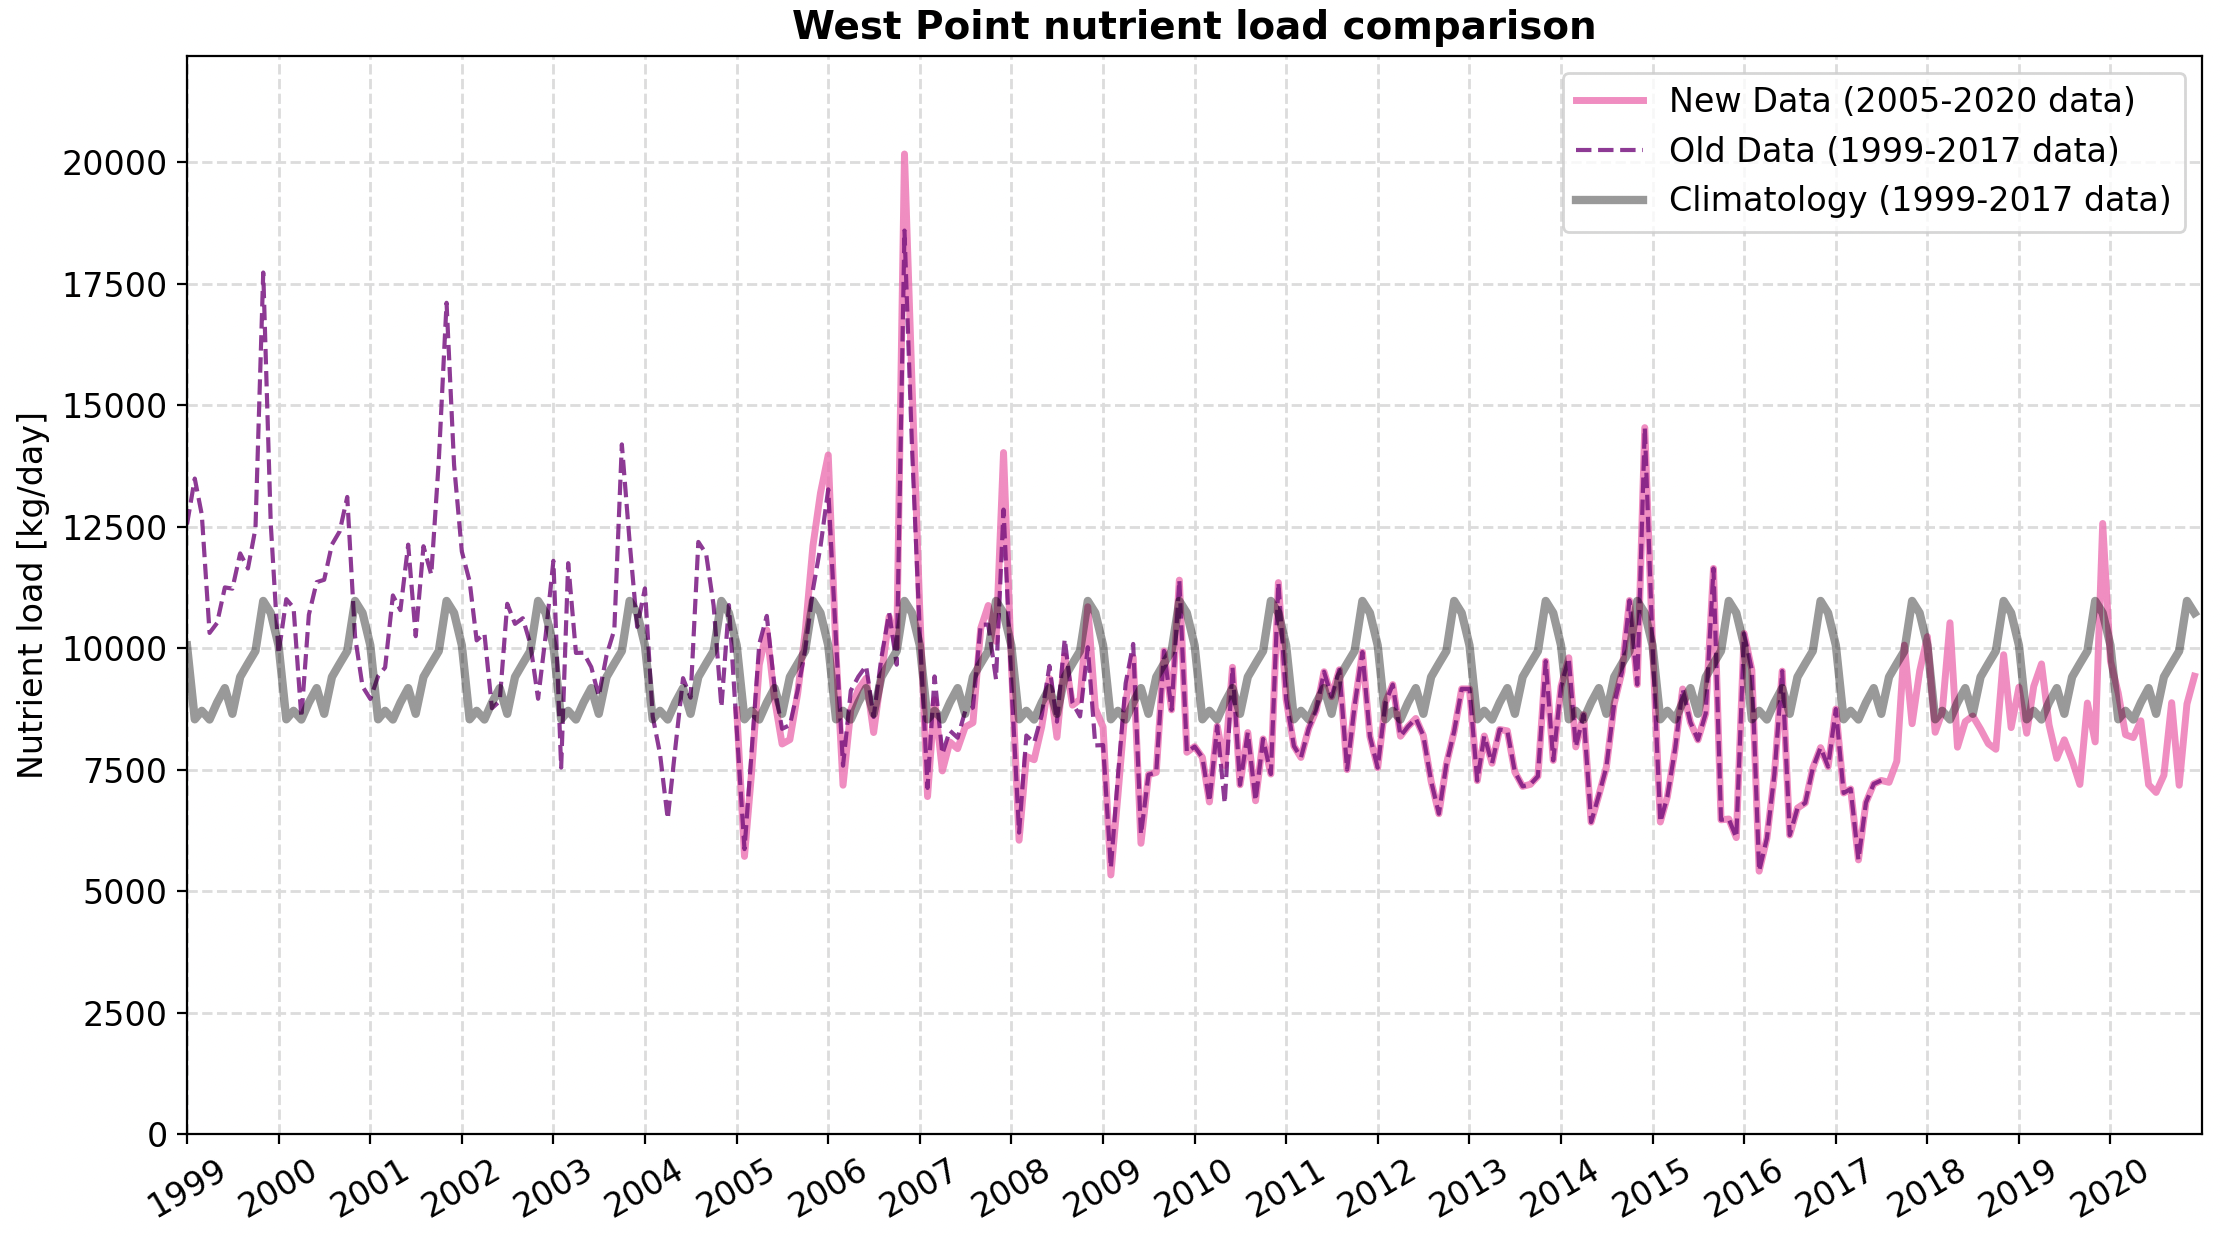 West Point nutrient load comparison
New Data (2005-2020 data)
Old Data (1999-2017 data)
Climatology (1999-2017 data)
Nutrient load [kg/day]
20000
17500
15000
12500
10000
7500
5000
2500
0
1999 2000 2001 2002 2003 2004 2005 2006 2007 2008 2009 2010 2011 2012 2013 2014 2015 2016 2017 2018 2019 2020